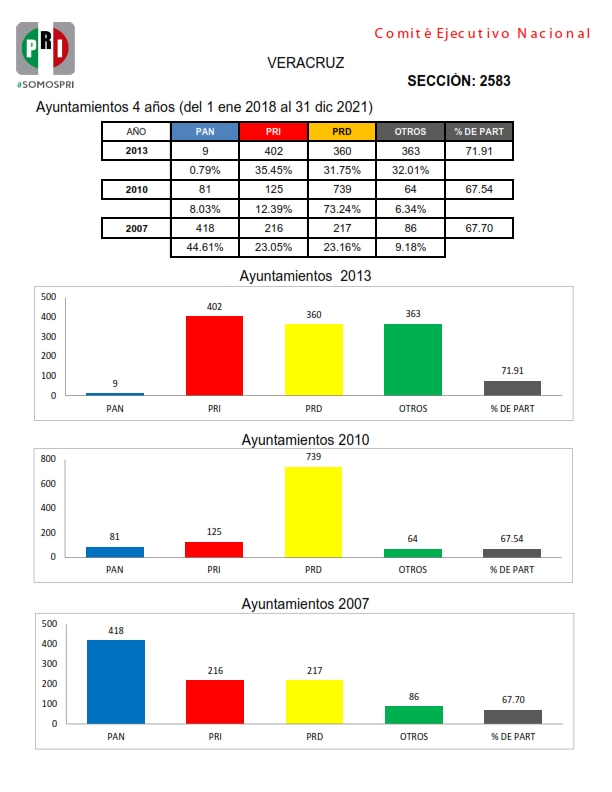 Comité Ejecutivo Nacional
PRI
#SOMOSPRI
VERACRUZ
SECCIÓN: 2583
Ayuntamientos 4 años (del 1 ene 2018 al 31 dic 2021)
AÑO PAN PRI PRD OTROS % DE PART
2013 9 402 360 363 71.91
0.79% 35.45% 31.75% 32.01%
2010 81 125 739 64 67.54
8.03% 12.39% 73.24% 6.34%
2007 418 216 217 86 67.70
44.61% 23.05% 23.16% 9.18%
Ayuntamientos 2013
500
400
300
200
100
0
9 402 360 363 71.91
PAN PRI PRD OTROS % DE PART
Ayuntamientos 2010
800
600
400
200
0
81 125 739 64 67.54
PAN PRI PRD OTROS % DE PART
Ayuntamientos 2007
500
400
300
200
100
0
418 216 217 86 67.70
PAN PRI PRD OTROS % DE PART